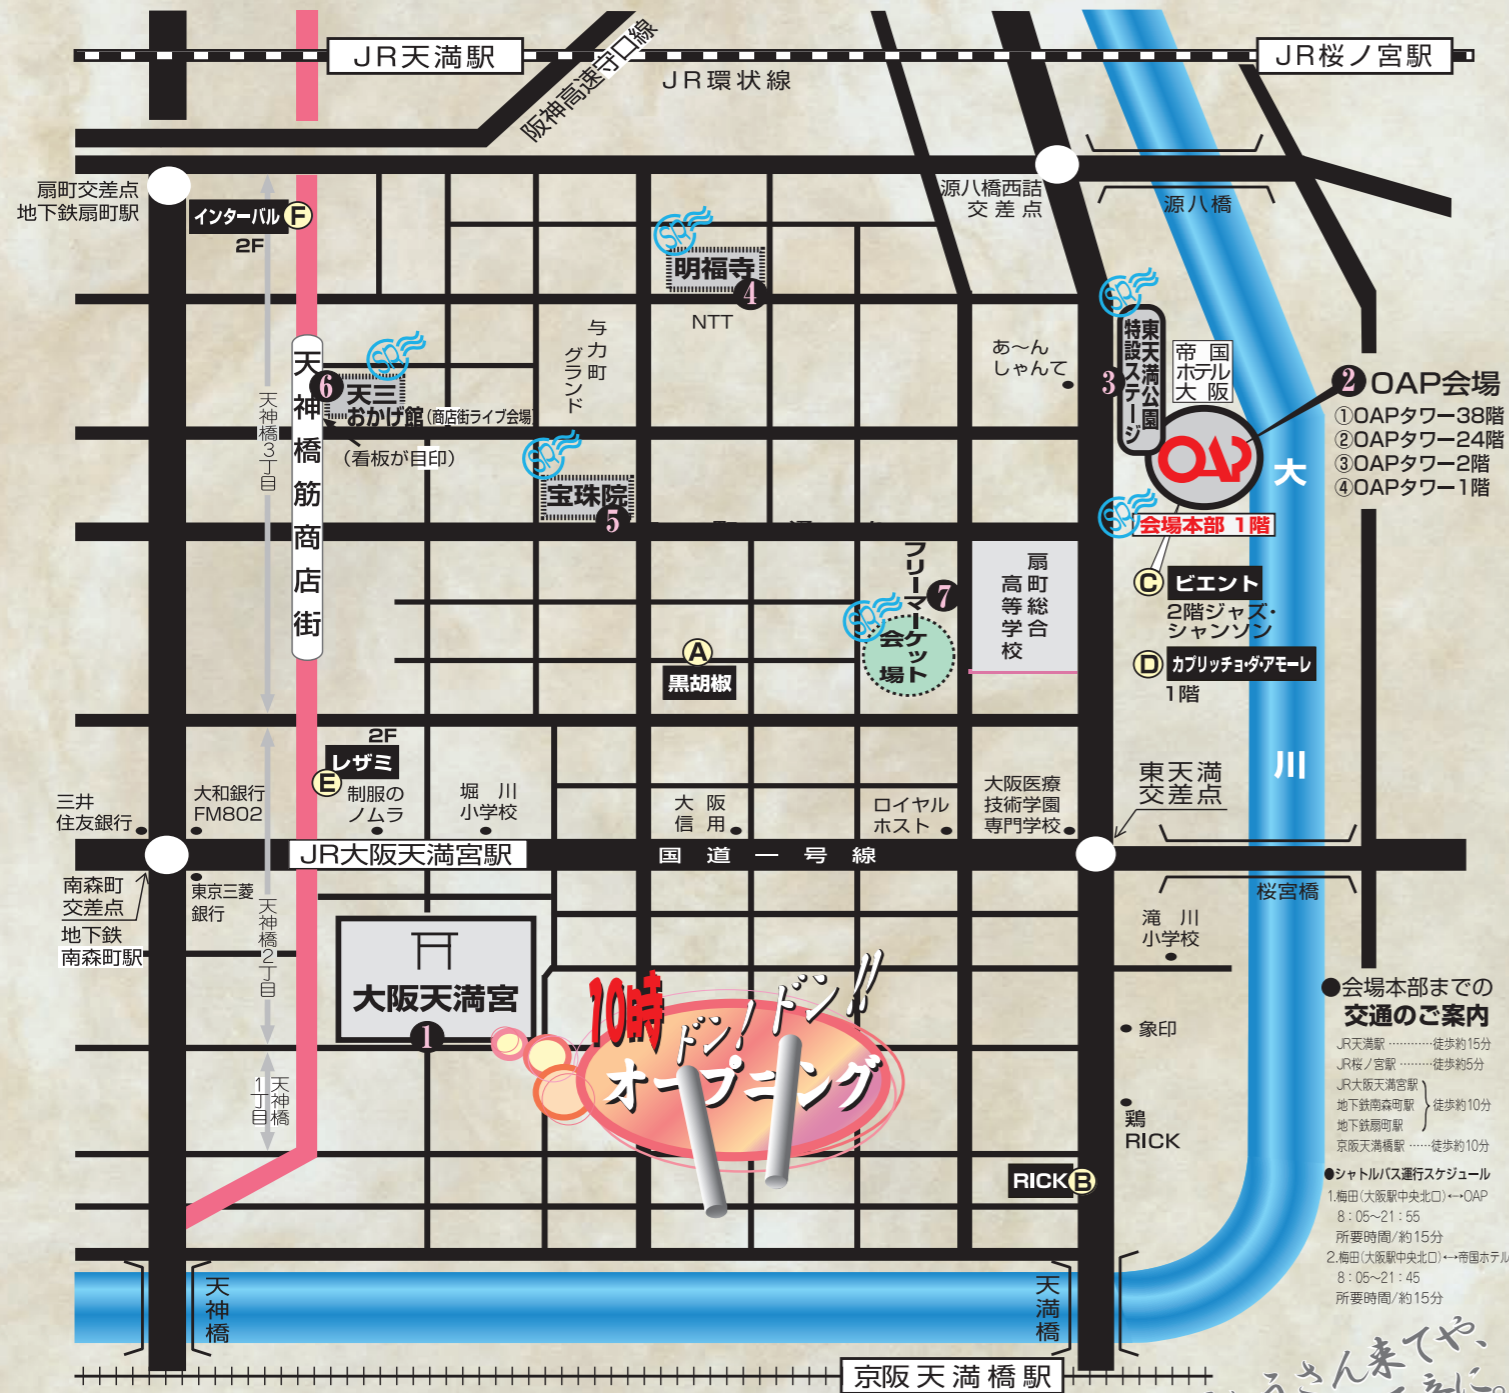 JR天満駅
阪神高速守口線
JR環状線
JR桜ノ宮駅
扇町交差点
地下鉄扇町駅
インターバル
F
2F
源八橋西詰
交差点
源八橋
明福寺
4
NTT
与力町
グランド
あ〜ん
しゃんて
東天満公園
特設ステージ
3
帝国
ホテル
大阪
2 OAP会場
①OAPタワー38階
②OAPタワー24階
③OAPタワー2階
④OAPタワー1階
OAP
会場本部 1階
天神橋筋商店街
天神橋3丁目
6
天三
おかげ館(商店街ライブ会場)
(看板が目印)
宝珠院
5
フリーマーケット
会場
7
扇町総合
高等学校
C ビエント
2階ジャズ・
シャンソン
D カプリッチョ・ダ・アモーレ
1階
A
黒胡椒
大川
2F
レザミ
E
制服の
ノムラ
三井
住友銀行
大和銀行
FM802
堀川
小学校
大阪
信用
ロイヤル
ホスト
大阪医療
技術学園
専門学校
東天満
交差点
JR大阪天満宮駅
国道一号線
南森町
交差点
地下鉄
南森町駅
東京三菱
銀行
天神橋2丁目
桜宮橋
滝川
小学校
大阪天満宮
1
10時
ドン!ドン!!
オープニング
象印
鶏
RICK
RICK B
天神橋
1丁目
天神橋
天満橋
京阪天満橋駅
●会場本部までの
交通のご案内
JR天満駅…………徒歩約15分
JR桜ノ宮駅………徒歩約5分
JR大阪天満宮駅
地下鉄南森町駅
地下鉄扇町駅
徒歩約10分
京阪天満橋駅……徒歩約10分
●シャトルバス運行スケジュール
1.梅田(大阪駅中央北口)←→OAP
8:05〜21:55
所要時間/約15分
2.梅田(大阪駅中央北口)←→帝国ホテル
8:05〜21:45
所要時間/約15分
さん来てや、